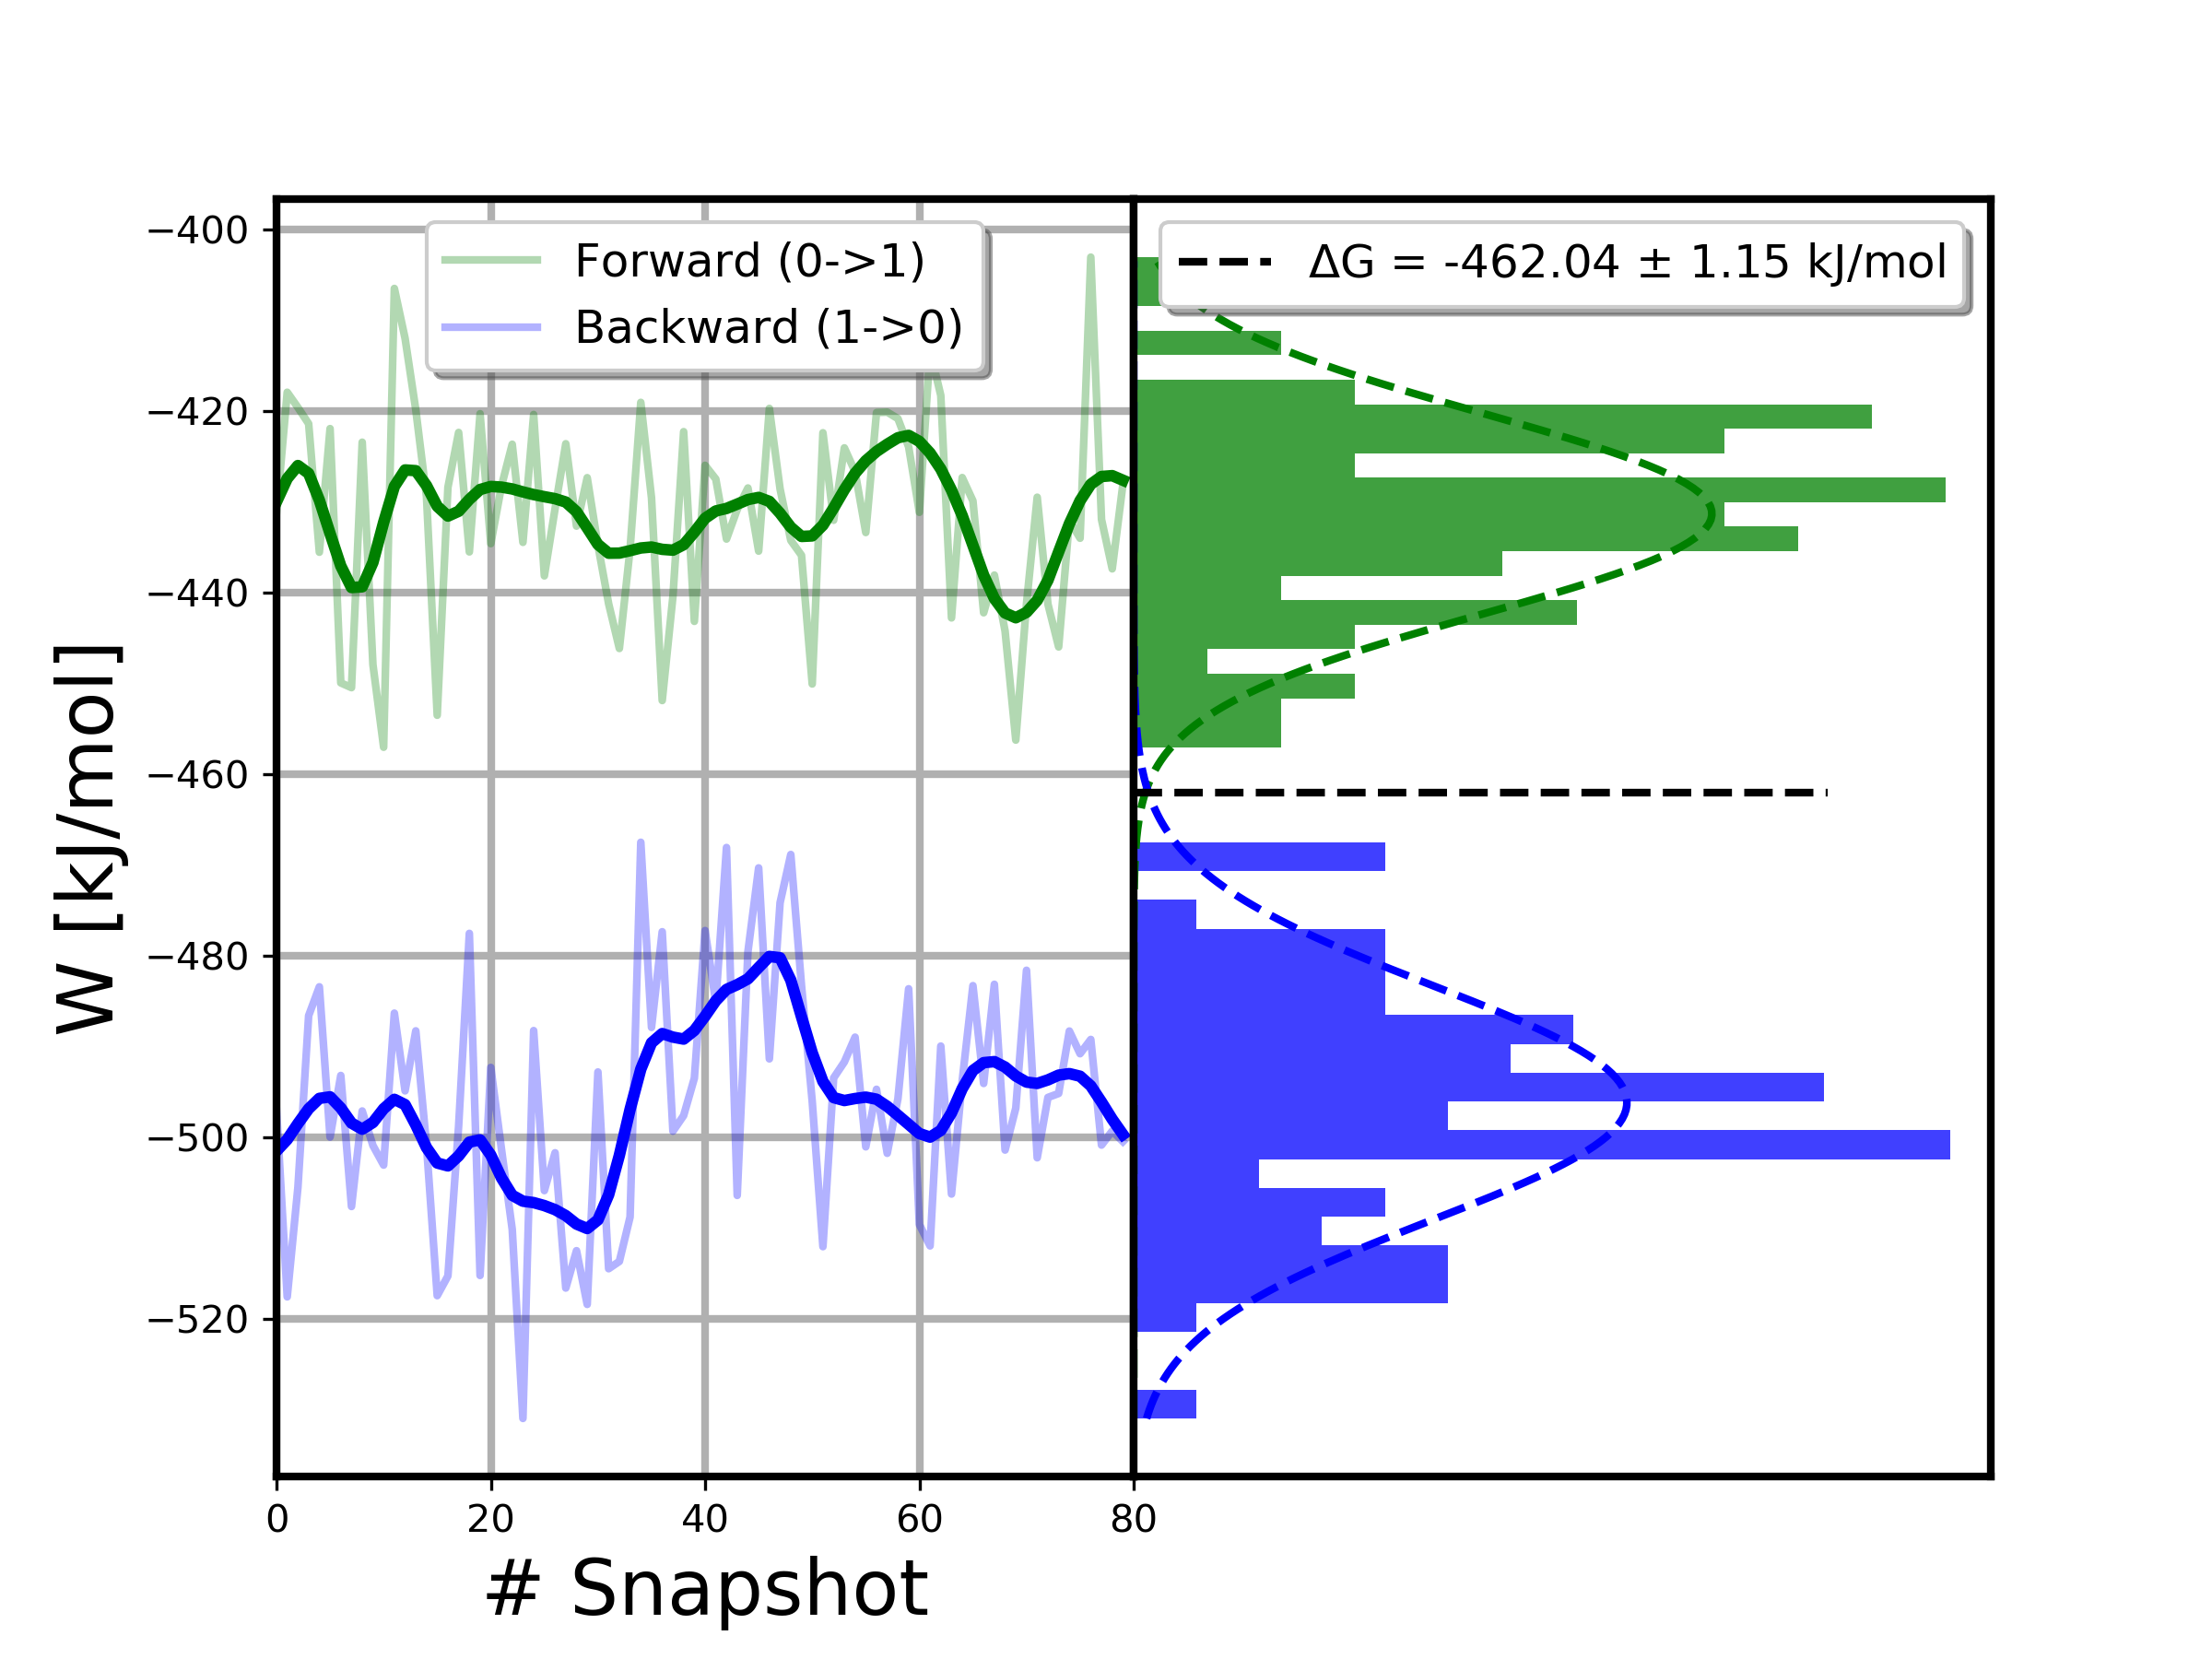 −400
−420
−440
−460
−480
−500
−520
W [kJ/mol]
Forward (0->1)
Backward (1->0)
ΔG = -462.04 ± 1.15 kJ/mol
0 20 40 60 80
# Snapshot